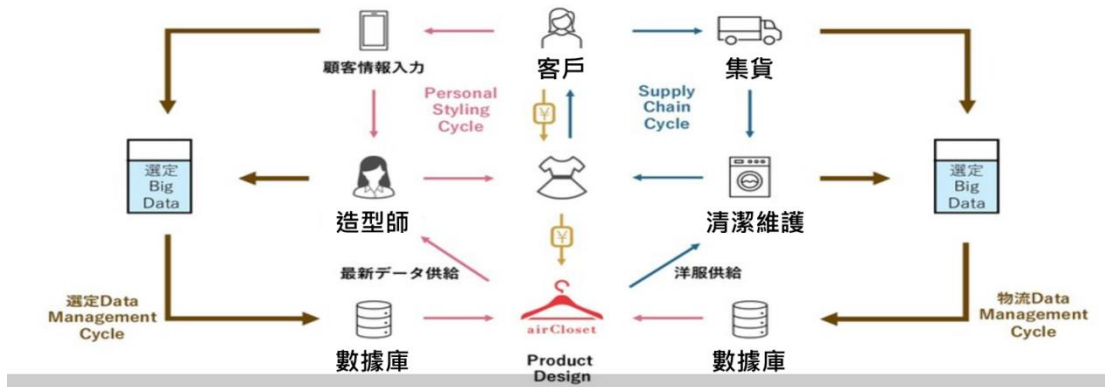 顧客情報入力
客戶
集貨
Personal
Styling
Cycle
¥
Supply
Chain
Cycle
選定
Big
Data
選定
Big
Data
造型師
清潔維護
¥
最新データ供給
洋服供給
選定Data
Management
Cycle
物流Data
Management
Cycle
airCloset
數據庫
Product
Design
數據庫